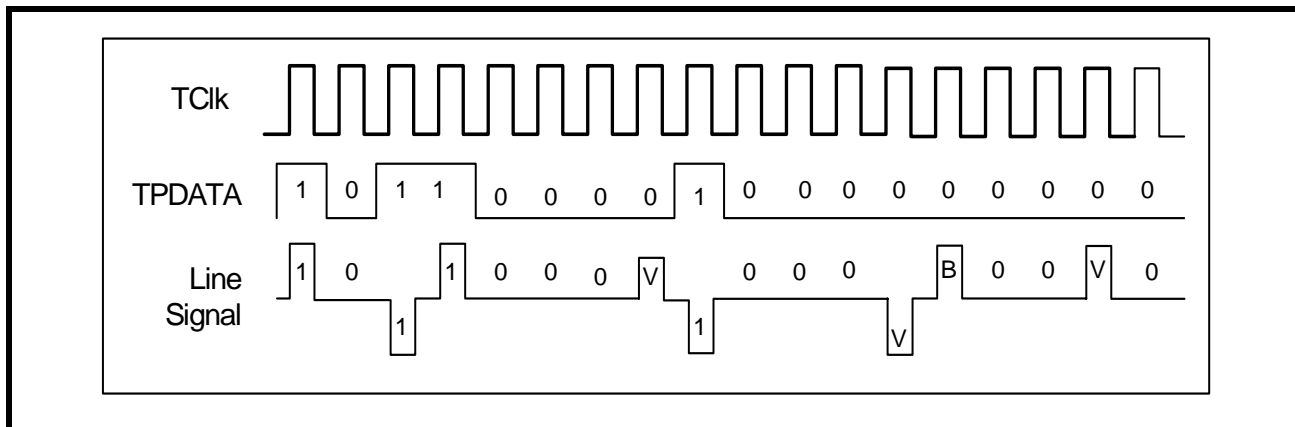 TClk
TPDATA 1 0 1 1 0 0 0 0 1 0 0 0 0 0 0 0 0 0
Line Signal 1 0 1 1 0 0 0 V 1 0 0 0 V B 0 0 V 0